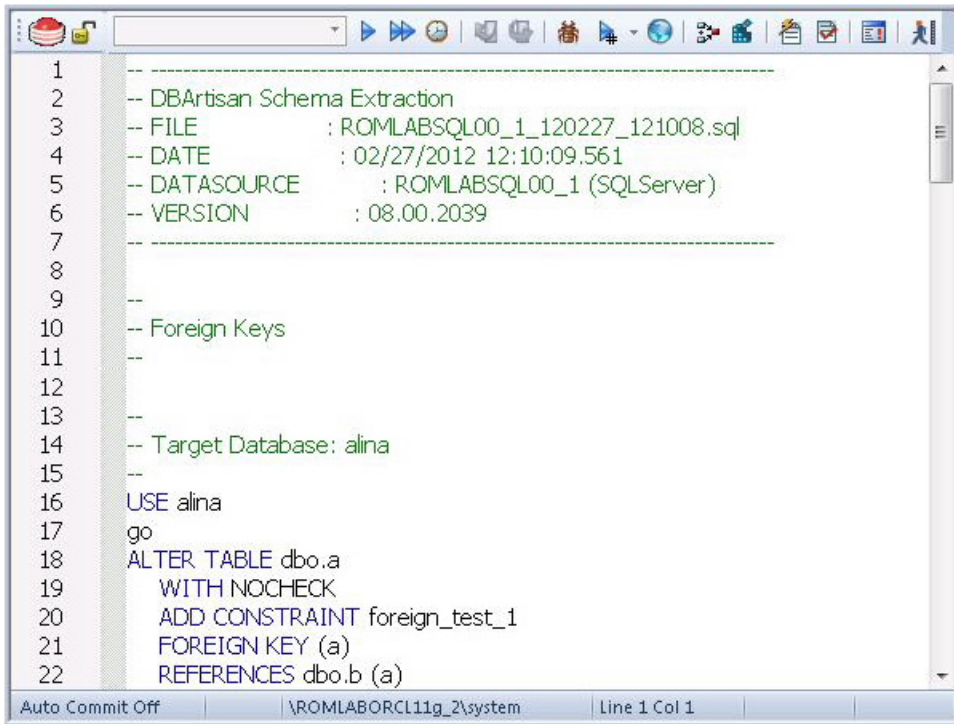 1 -- ------------------------------------------------------------------------------
2 -- DBArtisan Schema Extraction
3 -- FILE : ROMLABSQL00_1_120227_121008.sql
4 -- DATE : 02/27/2012 12:10:09.561
5 -- DATASOURCE : ROMLABSQL00_1 (SQLServer)
6 -- VERSION : 08.00.2039
7 -- ------------------------------------------------------------------------------
8
9 --
10 -- Foreign Keys
11 --
12
13 --
14 -- Target Database: alina
15 --
16 USE alina
17 go
18 ALTER TABLE dbo.a
19 WITH NOCHECK
20 ADD CONSTRAINT foreign_test_1
21 FOREIGN KEY (a)
22 REFERENCES dbo.b (a)
Auto Commit Off \ROMLABORCL11g_2\system Line 1 Col 1